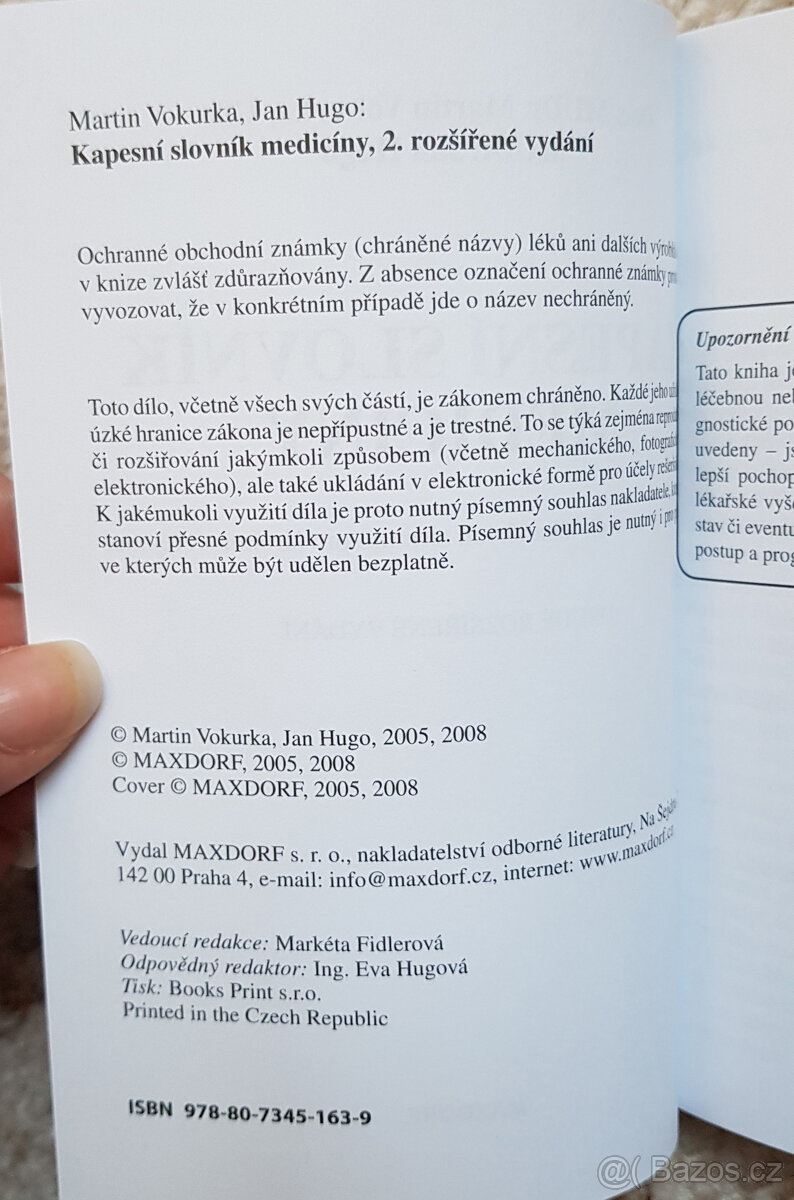 Martin Vokurka, Jan Hugo:
Kapesní slovník medicíny, 2. rozšířené vydání
Ochranné obchodní známky (chráněné názvy) léků ani dalších
v knize zvlášť zdůrazňovány. Z absence označení ochranné známky
vyvozovat, že v konkrétním případě jde o název nechráněný.
Toto dílo, včetně všech svých částí, je zákonem chráněno. Každé jeho
úzké hranice zákona je nepřípustné a je trestné. To se týká zejména
či rozšiřování jakýmkoli způsobem (včetně mechanického,
elektronického), ale také ukládání v elektronické formě pro účely
K jakémukoli využití díla je proto nutný písemný souhlas nakladatele,
stanoví přesné podmínky využití díla. Písemný souhlas je nutný i pro
ve kterých může být udělen bezplatně.
© Martin Vokurka, Jan Hugo, 2005, 2008
© MAXDORF, 2005, 2008
Cover © MAXDORF, 2005, 2008
Vydal MAXDORF s. r. o., nakladatelství odborné literatury, Na
142 00 Praha 4, e-mail: info@maxdorf.cz, internet: www.maxdorf.cz
Vedoucí redakce: Markéta Fidlerová
Odpovědný redaktor: Ing. Eva Hugová
Tisk: Books Print s.r.o.
Printed in the Czech Republic
ISBN 978-80-7345-163-9
Upozornění
Tato kniha
léčebnou
gnostické
uvedeny –
lepší
lékařské
stav či
postup a
@( Bazos.cz